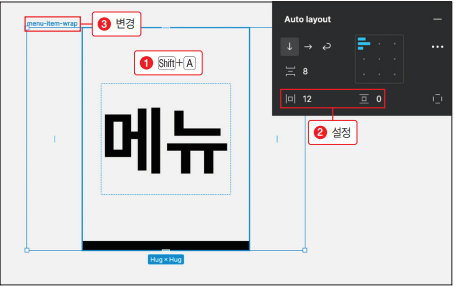 menu-item-wrap
3 변경
1 Shift + A
메뉴
Hug × Hug
Auto layout
8
12
0
2 설정